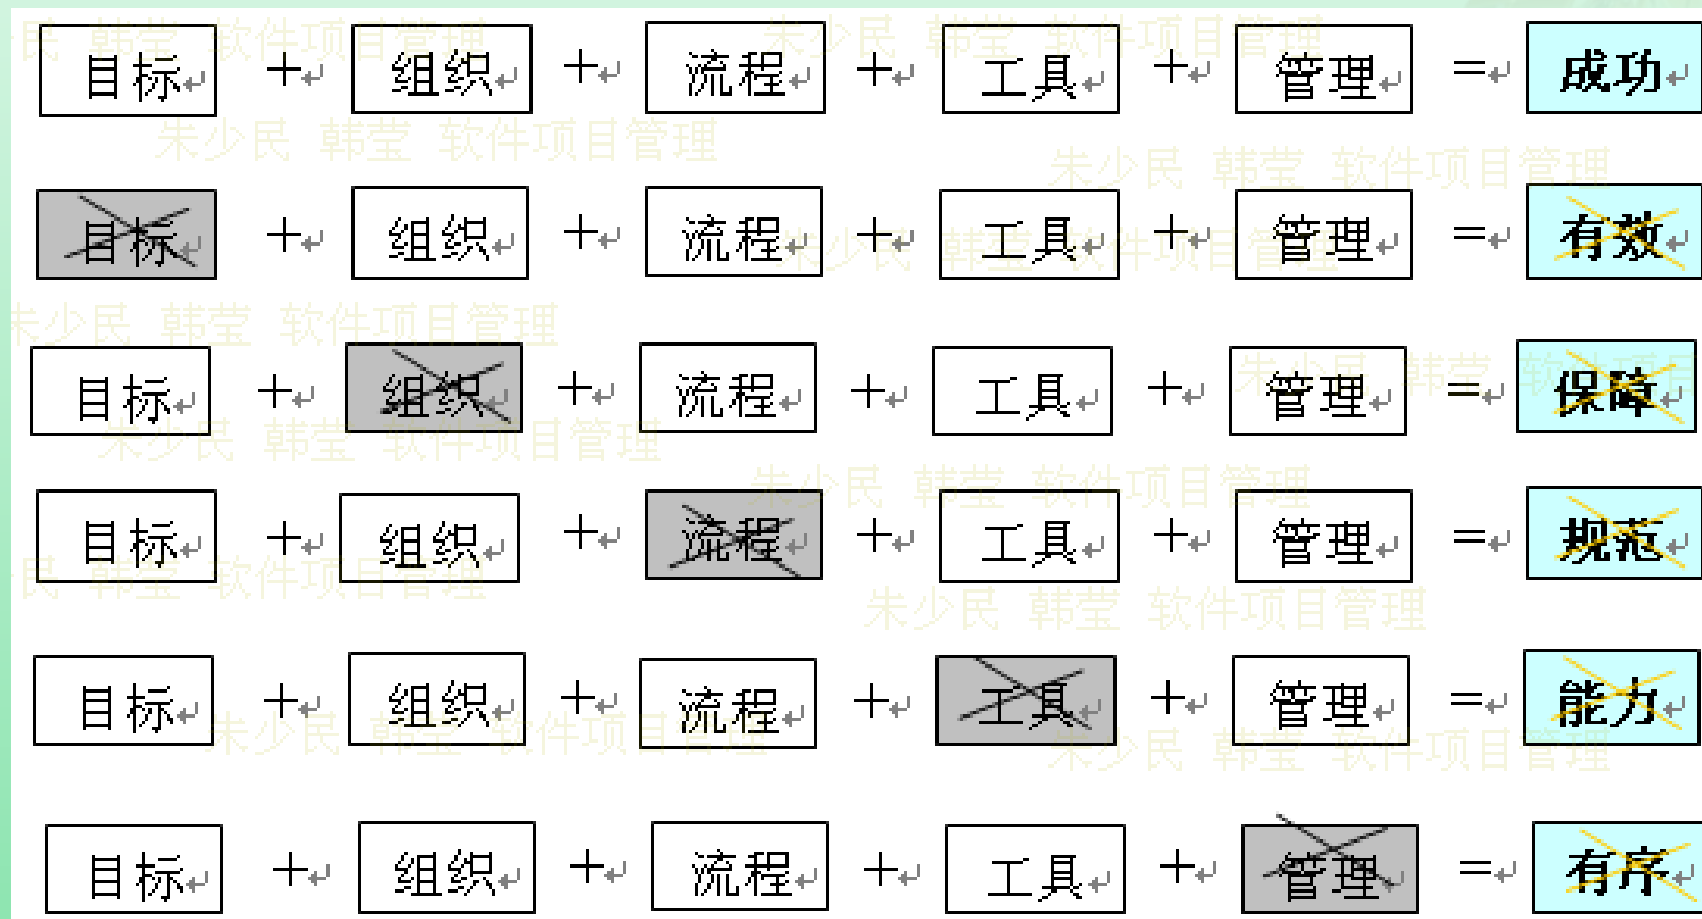 目标 + 组织 + 流程 + 工具 + 管理 = 成功
目标 + 组织 + 流程 + 工具 + 管理 = 有效
目标 + 组织 + 流程 + 工具 + 管理 = 保障
目标 + 组织 + 流程 + 工具 + 管理 = 规范
目标 + 组织 + 流程 + 工具 + 管理 = 能力
目标 + 组织 + 流程 + 工具 + 管理 = 有序
朱少民 韩莹 软件项目管理